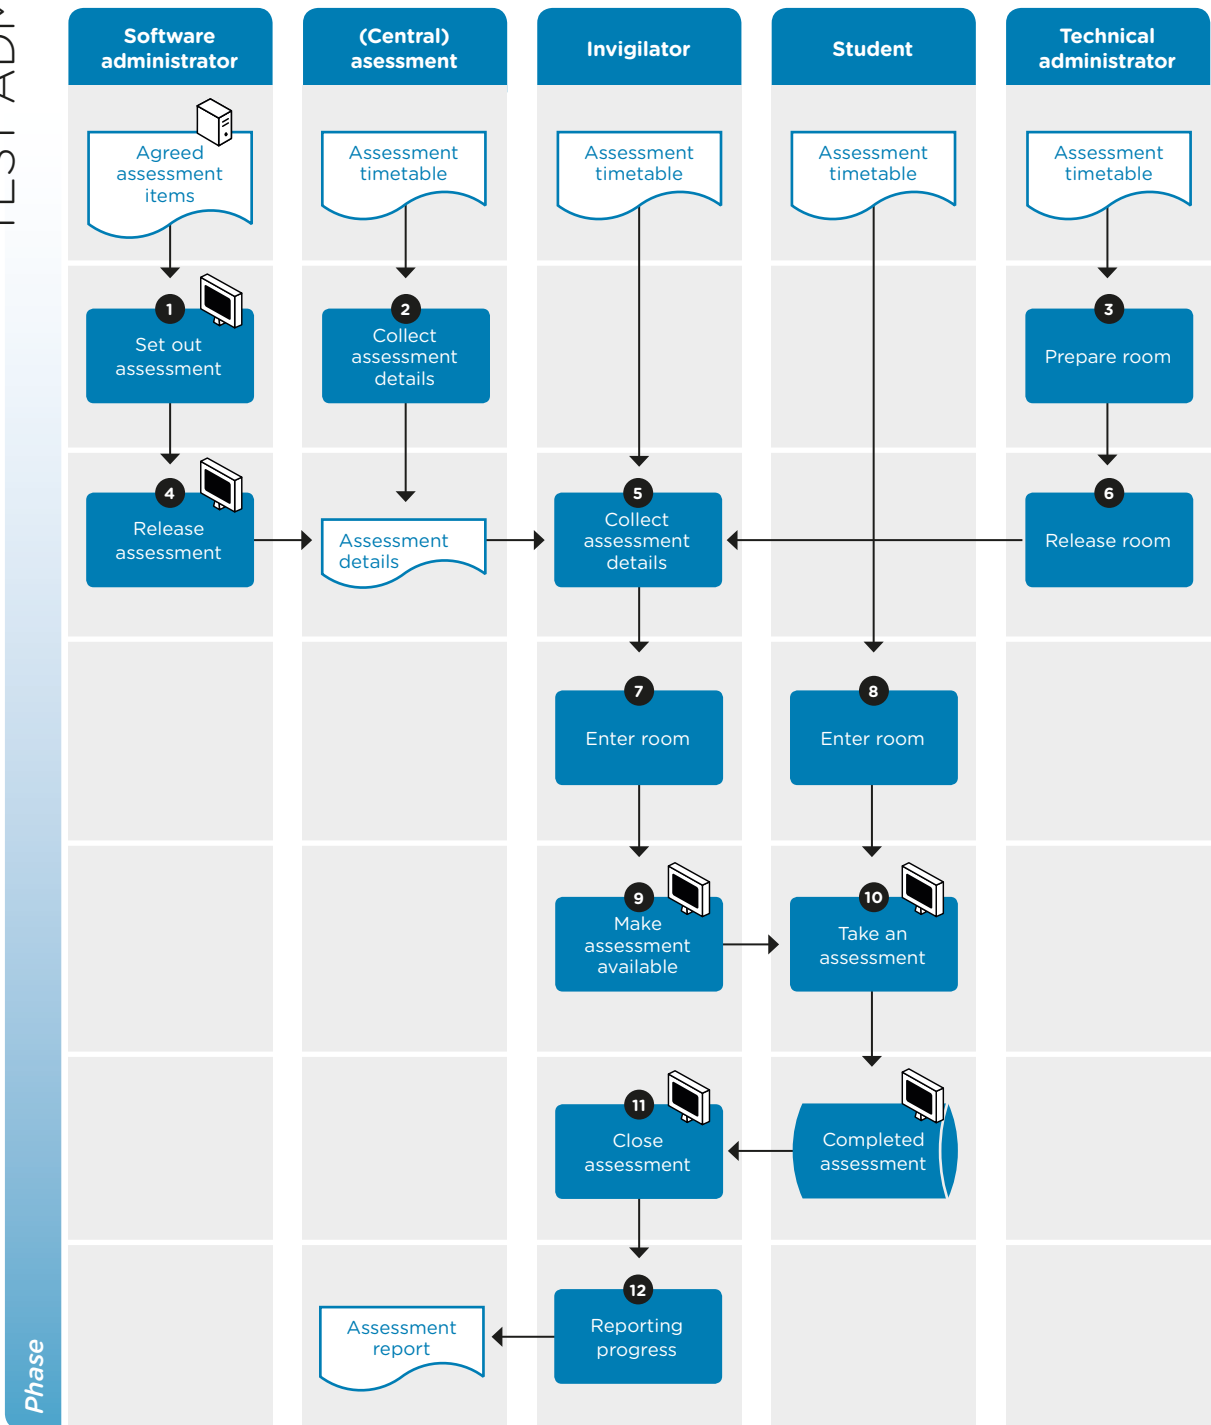 TEST ADM
Software
administrator
(Central)
asessment
Invigilator
Student
Technical
administrator
Agreed
assessment
items
Assessment
timetable
Assessment
timetable
Assessment
timetable
Assessment
timetable
1
Set out
assessment
2
Collect
assessment
details
3
Prepare room
4
Release
assessment
Assessment
details
5
Collect
assessment
details
6
Release room
7
Enter room
8
Enter room
9
Make
assessment
available
10
Take an
assessment
11
Close
assessment
Completed
assessment
12
Reporting
progress
Assessment
report
Phase